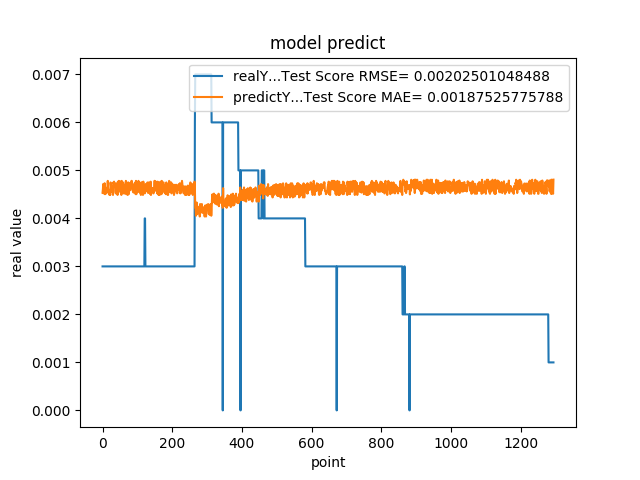 model predict
realY...Test Score RMSE= 0.00202501048488
predictY...Test Score MAE= 0.00187525775788
real value
0.007
0.006
0.005
0.004
0.003
0.002
0.001
0.000
0 200 400 600 800 1000 1200
point